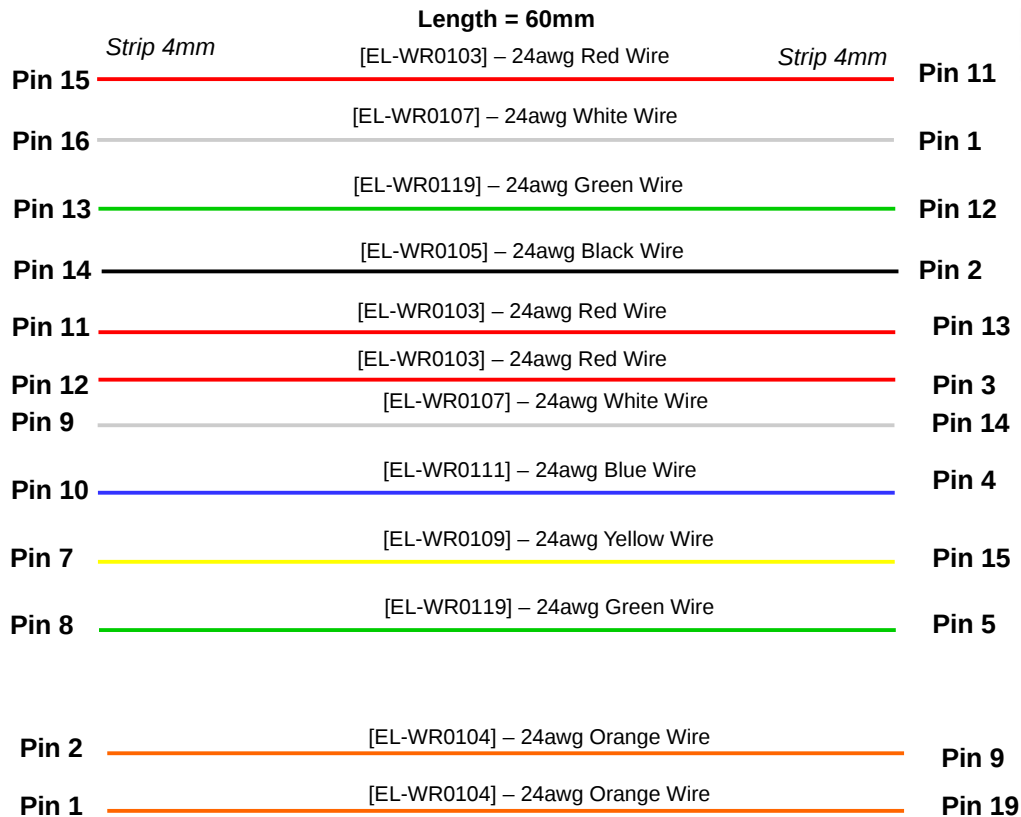 Length = 60mm
Strip 4mm [EL-WR0103] – 24awg Red Wire Strip 4mm
Pin 15 Pin 11
[EL-WR0107] – 24awg White Wire
Pin 16 Pin 1
[EL-WR0119] – 24awg Green Wire
Pin 13 Pin 12
[EL-WR0105] – 24awg Black Wire
Pin 14 Pin 2
[EL-WR0103] – 24awg Red Wire
Pin 11 Pin 13
[EL-WR0103] – 24awg Red Wire
Pin 12 Pin 3
[EL-WR0107] – 24awg White Wire
Pin 9 Pin 14
[EL-WR0111] – 24awg Blue Wire
Pin 10 Pin 4
[EL-WR0109] – 24awg Yellow Wire
Pin 7 Pin 15
[EL-WR0119] – 24awg Green Wire
Pin 8 Pin 5
[EL-WR0104] – 24awg Orange Wire
Pin 2 Pin 9
[EL-WR0104] – 24awg Orange Wire
Pin 1 Pin 19